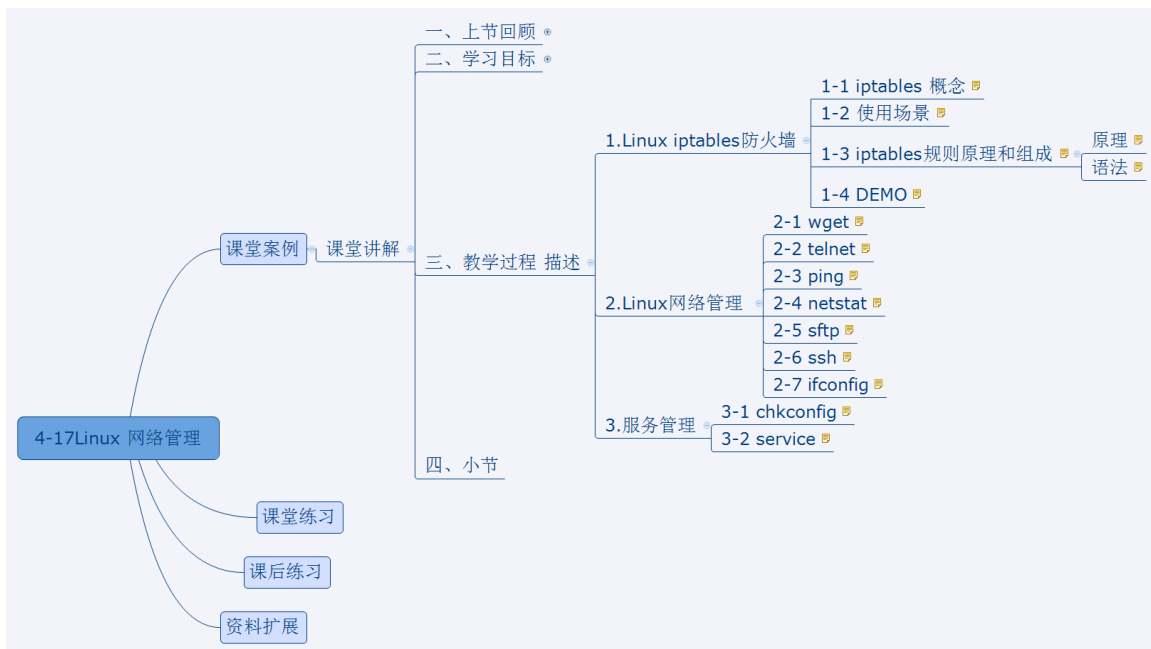 一、上节回顾
二、学习目标
1-1 iptables 概念
1-2 使用场景
1.Linux iptables防火墙
原理
1-3 iptables规则原理和组成
语法
1-4 DEMO
2-1 wget
课堂案例
课堂讲解
2-2 telnet
三、教学过程 描述
2-3 ping
2.Linux网络管理
2-4 netstat
2-5 sftp
2-6 ssh
2-7 ifconfig
3-1 chkconfig
3.服务管理
3-2 service
4-17Linux 网络管理
四、小节
课堂练习
课后练习
资料扩展